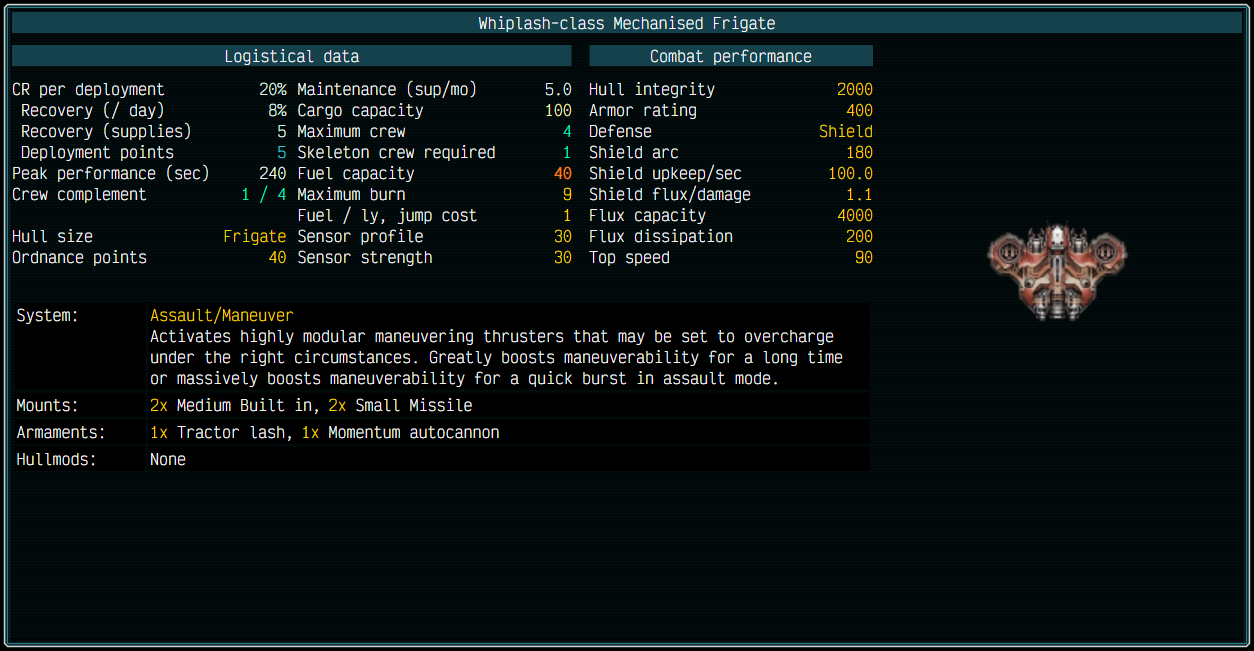 Whiplash-class Mechanised Frigate
Logistical data
Combat performance
CR per deployment 20% Maintenance (sup/mo) 5.0 Hull integrity 2000
Recovery (/ day) 8% Cargo capacity 100 Armor rating 400
Recovery (supplies) 5 Maximum crew 4 Defense Shield
Deployment points 5 Skeleton crew required 1 Shield arc 180
Peak performance (sec) 240 Fuel capacity 40 Shield upkeep/sec 100.0
Crew complement 1 / 4 Maximum burn 9 Shield flux/damage 1.1
Fuel / ly, jump cost 1 Flux capacity 4000
Hull size Frigate Sensor profile 30 Flux dissipation 200
Ordnance points 40 Sensor strength 30 Top speed 90
System: Assault/Maneuver
Activates highly modular maneuvering thrusters that may be set to overcharge
under the right circumstances. Greatly boosts maneuverability for a long time
or massively boosts maneuverability for a quick burst in assault mode.
Mounts: 2x Medium Built in, 2x Small Missile
Armaments: 1x Tractor lash, 1x Momentum autocannon
Hullmods: None